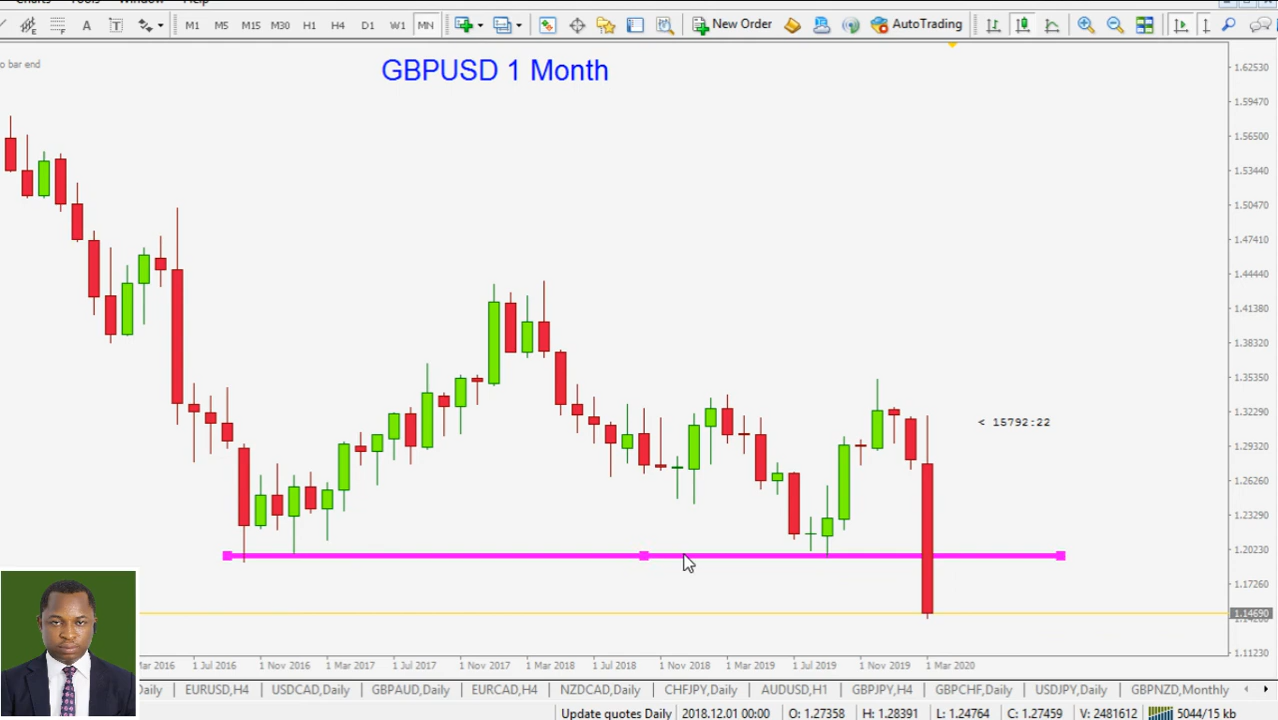 Charts Tools Window Help
A T M1 M5 M15 M30 H1 H4 D1 W1 MN New Order AutoTrading
o bar end
GBPUSD 1 Month
1.62530
1.59470
1.56500
1.53440
1.50470
1.47410
1.44440
1.41380
1.38320
1.35350
1.32290
< 15792:22
1.29320
1.26260
1.23290
1.20230
1.17260
1.14690
1.11230
Mar 2016 1 Jul 2016 1 Nov 2016 1 Mar 2017 1 Jul 2017 1 Nov 2017 1 Mar 2018 1 Jul 2018 1 Nov 2018 1 Mar 2019 1 Jul 2019 1 Nov 2019 1 Mar 2020
Daily EURUSD,H4 USDCAD,Daily GBPAUD,Daily EURCAD,H4 NZDCAD,Daily CHFJPY,Daily AUDUSD,H1 GBPJPY,H4 GBPCHF,Daily USDJPY,Daily GBPNZD,Monthly
Update quotes Daily 2018.12.01 00:00 O: 1.27358 H: 1.28391 L: 1.24764 C: 1.27459 V: 2481612 5044/15 kb